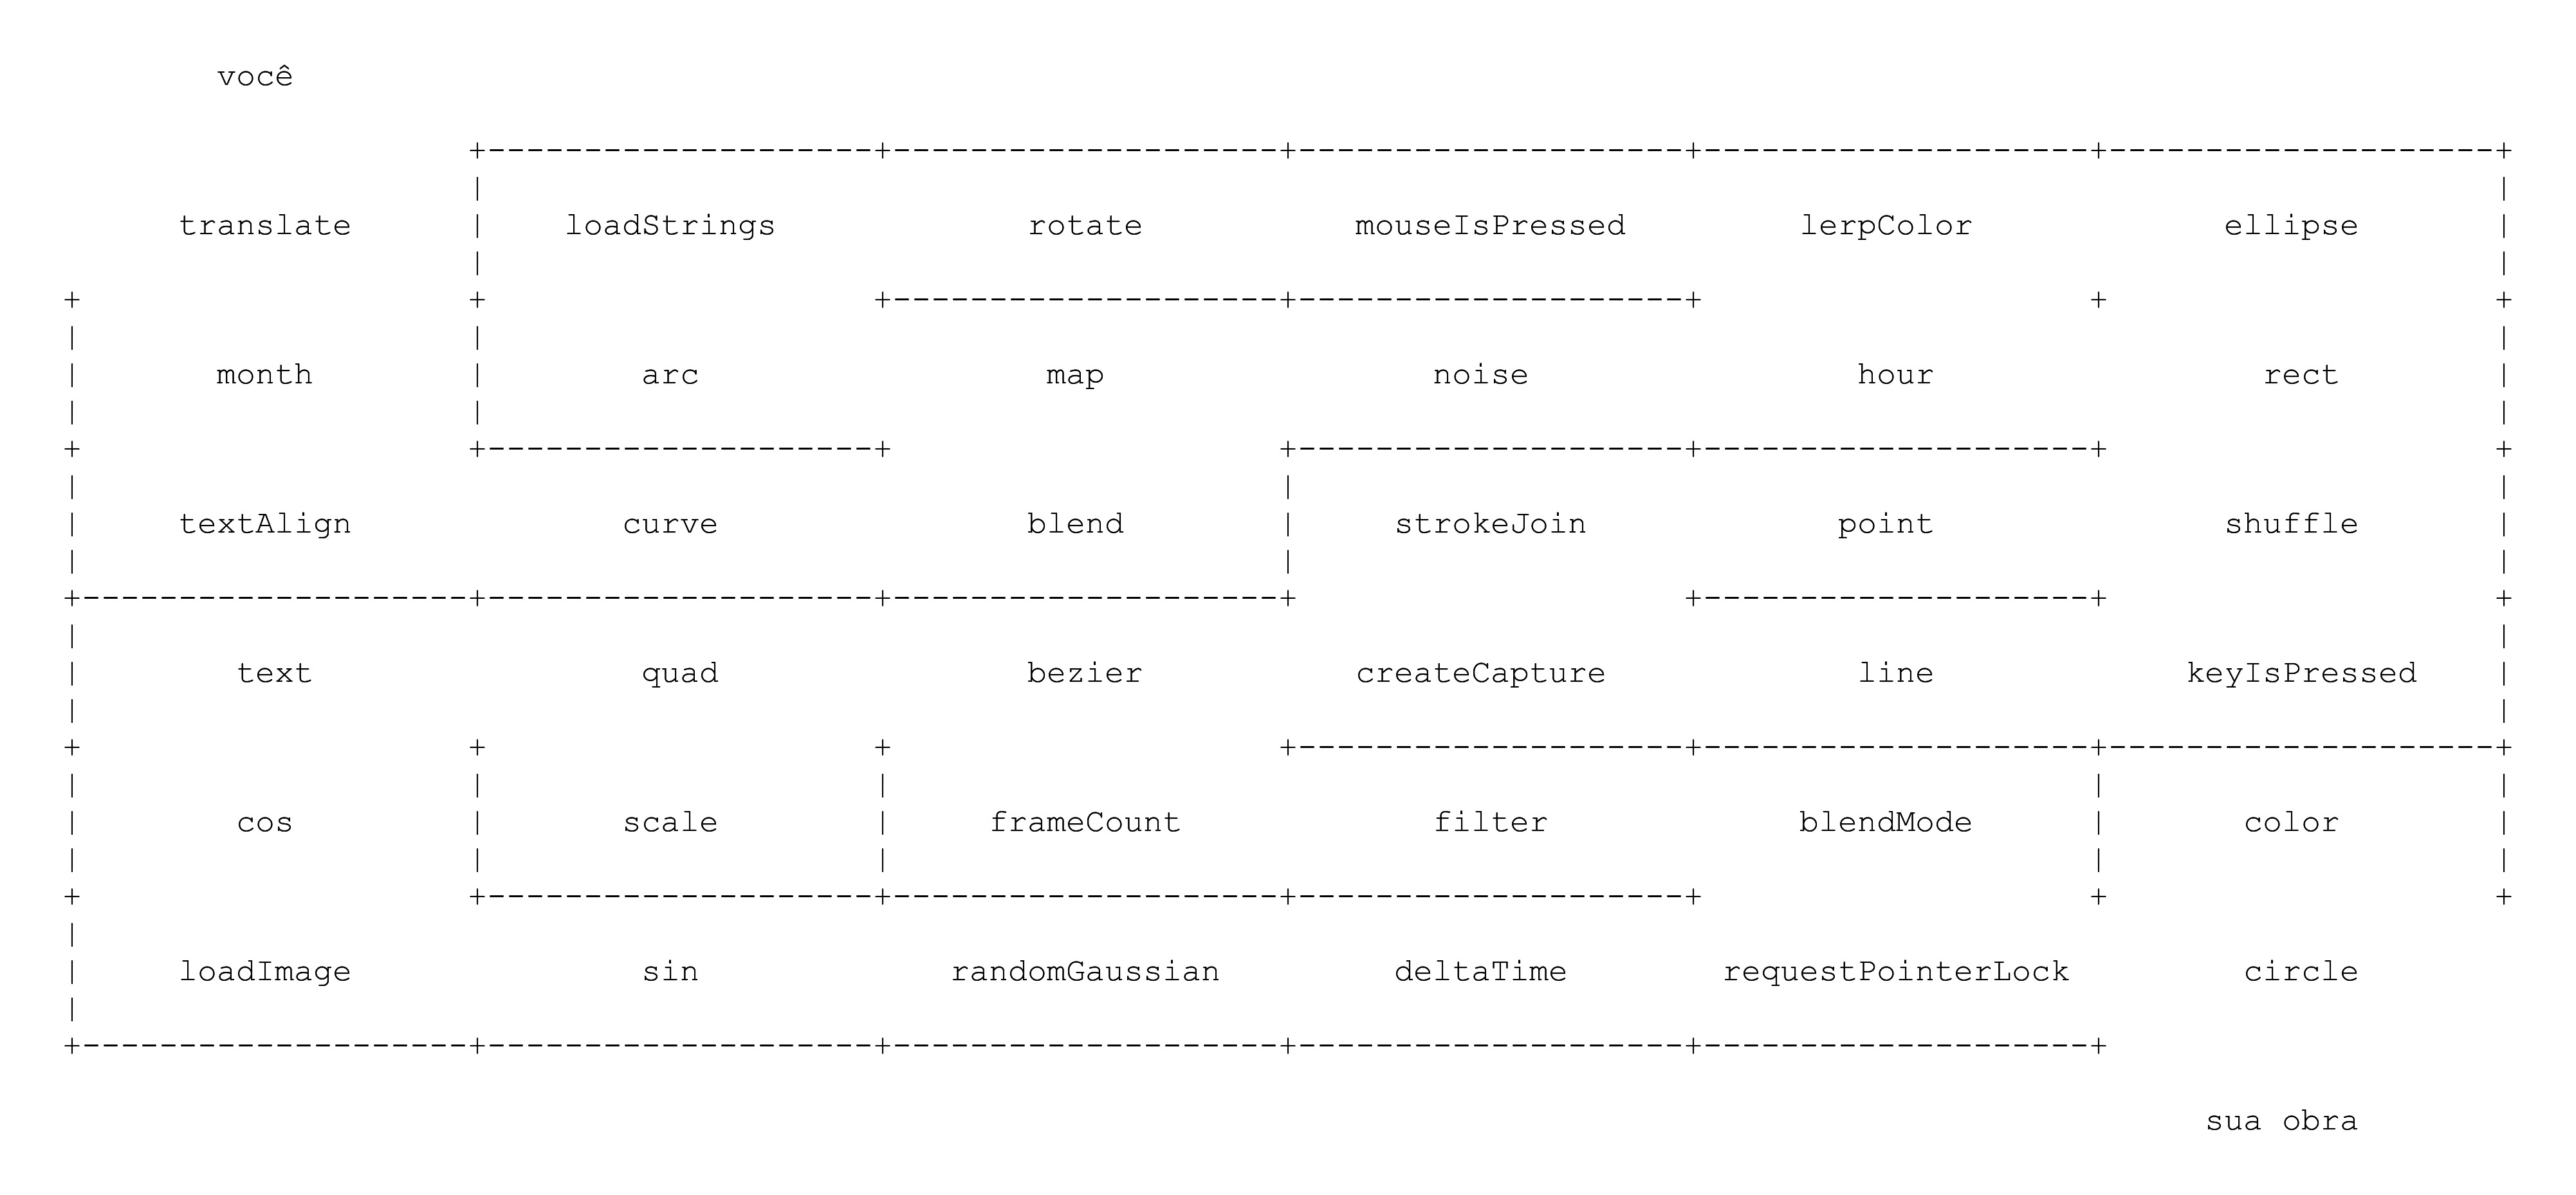 você
translate loadStrings rotate mouseIsPressed lerpColor ellipse
month arc map noise hour rect
textAlign curve blend strokeJoin point shuffle
text quad bezier createCapture line keyIsPressed
cos scale frameCount filter blendMode color
loadImage sin randomGaussian deltaTime requestPointerLock circle
sua obra